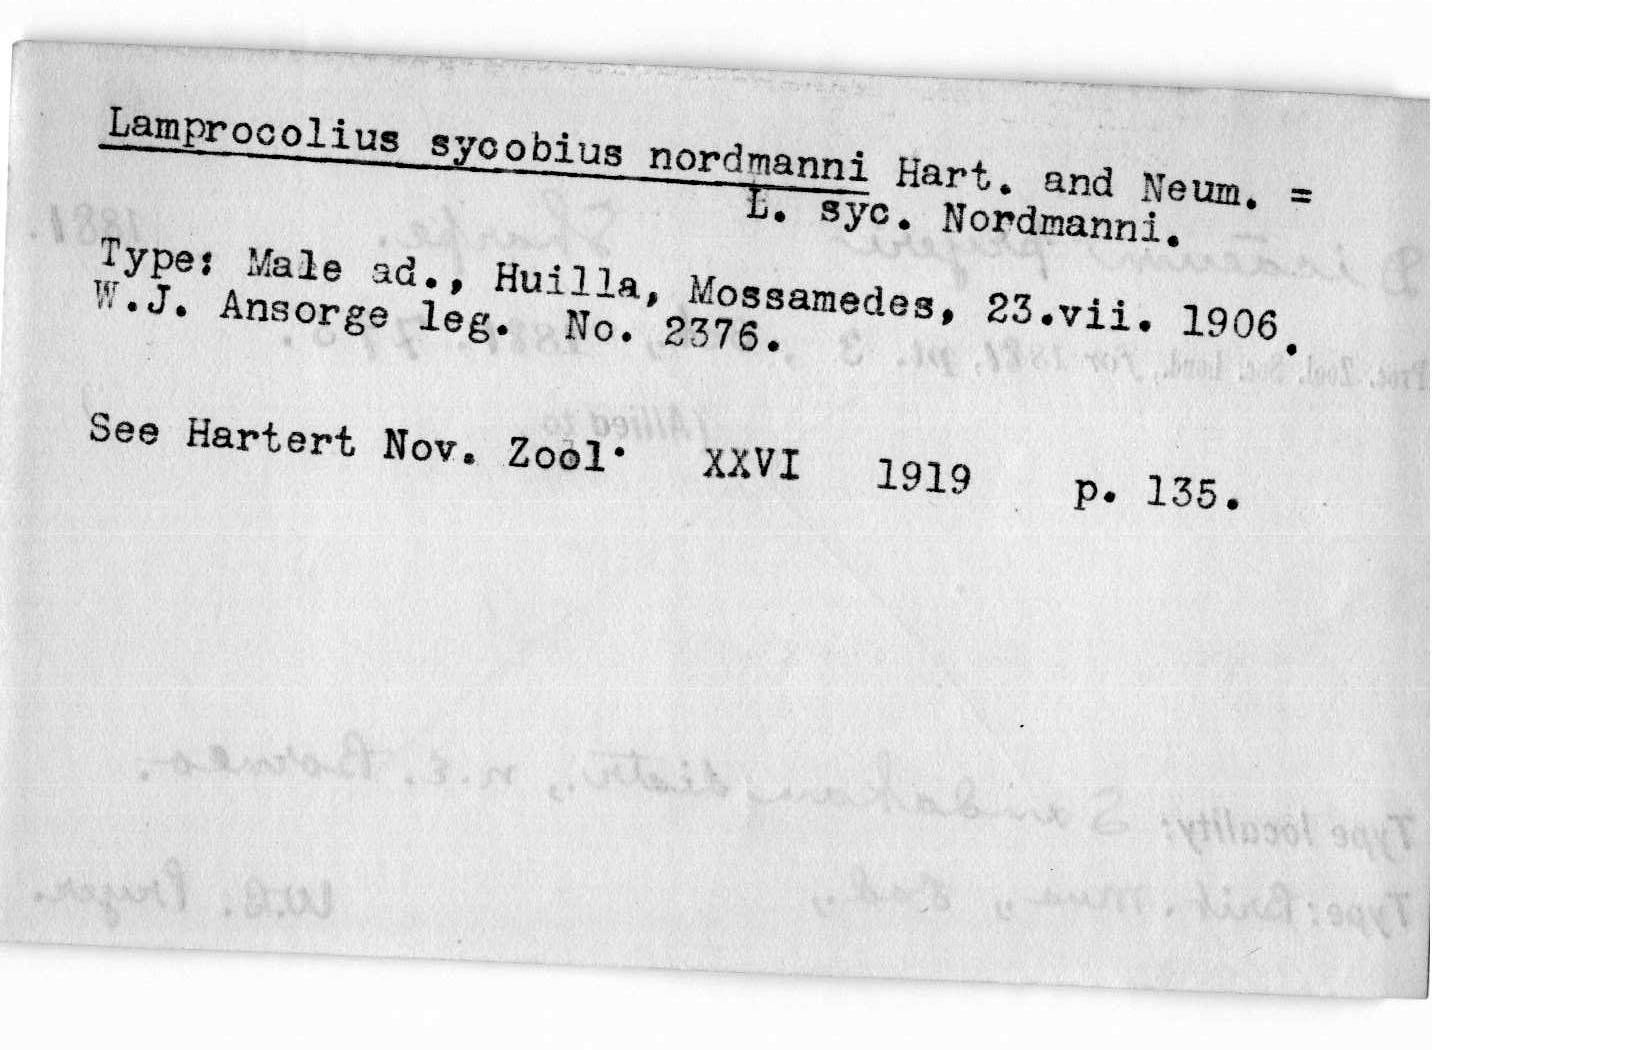 Lamprocolius sycobius nordmanni Hart. and Neum. =
L. syc. Nordmanni.
Type: Male ad., Huilla, Mossamedes, 23.vii. 1906.
W.J. Ansorge leg. No. 2376.
See Hartert Nov. Zool. XXVI 1919 p. 135.